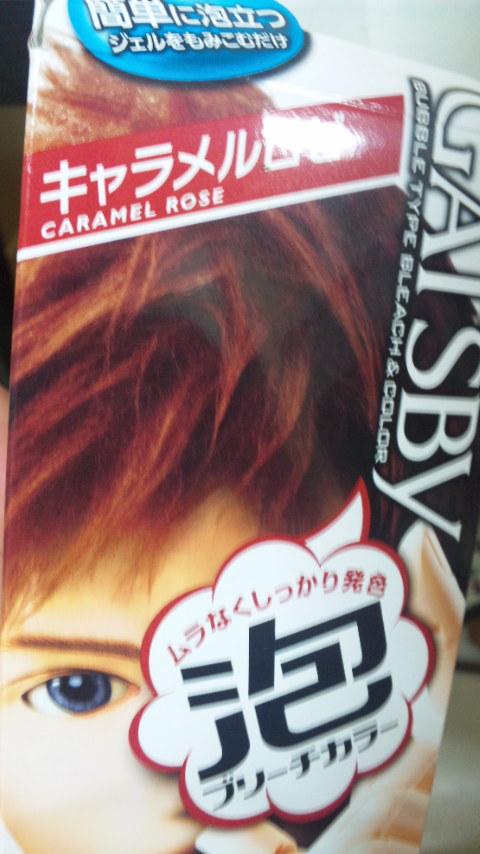 簡単に泡立つ
ジェルをもみこむだけ
キャラメル
CARAMEL ROSE
GATSBY
BUBBLE TYPE BLEACH & COLOR
ムラなくしっかり発色
泡
ブリーチカラー